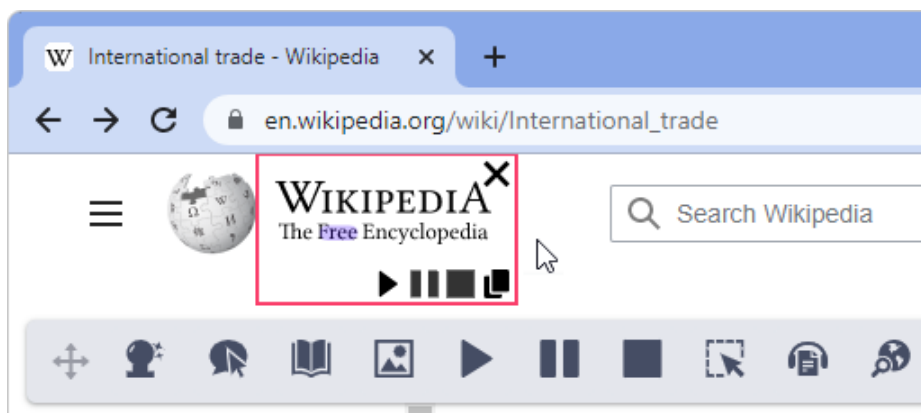 International trade - Wikipedia
en.wikipedia.org/wiki/International_trade
WIKIPEDIA
The Free Encyclopedia
Search Wikipedia